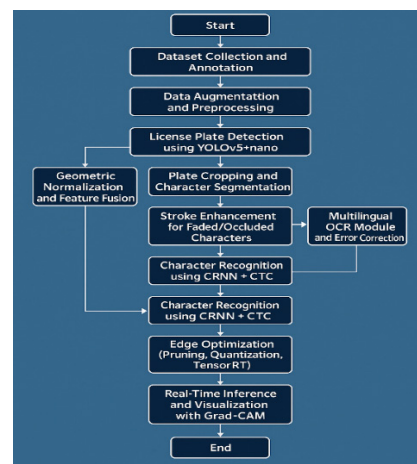 Start
Dataset Collection and
Annotation
Data Augmentattion
and Preprocessing
License Plate Detection
using YOLOv5+nano
Geometric
Normalization
and Feature Fusion
Plate Cropping and
Character Segmentation
Stroke Enhancement
for Faded/Occluded
Characters
Multilingual
OCR Module
and Error Correction
Character Recognition
using CRNN + CTC
Character Recognition
using CRNN + CTC
Edge Optimization
(Pruning, Quantization,
TensorRT)
Real-Time Inference
and Visualization
with Grad-CAM
End